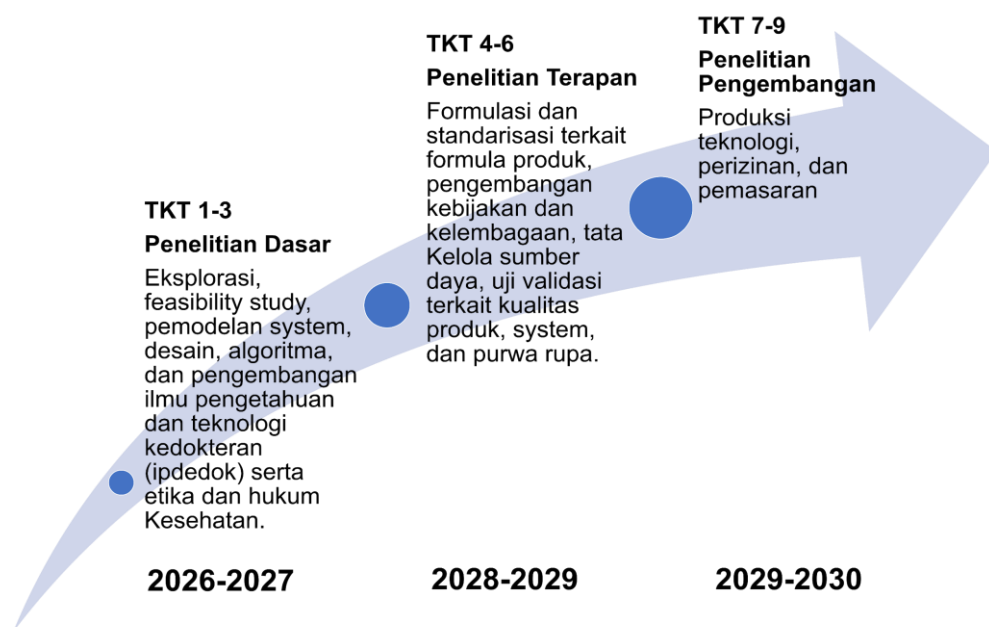 TKT 1-3
Penelitian Dasar
Eksplorasi,
feasibility study,
pemodelan system,
desain, algoritma,
dan pengembangan
ilmu pengetahuan
dan teknologi
kedokteran
(ipdedok) serta
etika dan hukum
Kesehatan.
2026-2027
TKT 4-6
Penelitian Terapan
Formulasi dan
standarisasi terkait
formula produk,
pengembangan
kebijakan dan
kelembagaan, tata
Kelola sumber
daya, uji validasi
terkait kualitas
produk, system,
dan purwa rupa.
2028-2029
TKT 7-9
Penelitian
Pengembangan
Produksi
teknologi,
perizinan, dan
pemasaran
2029-2030